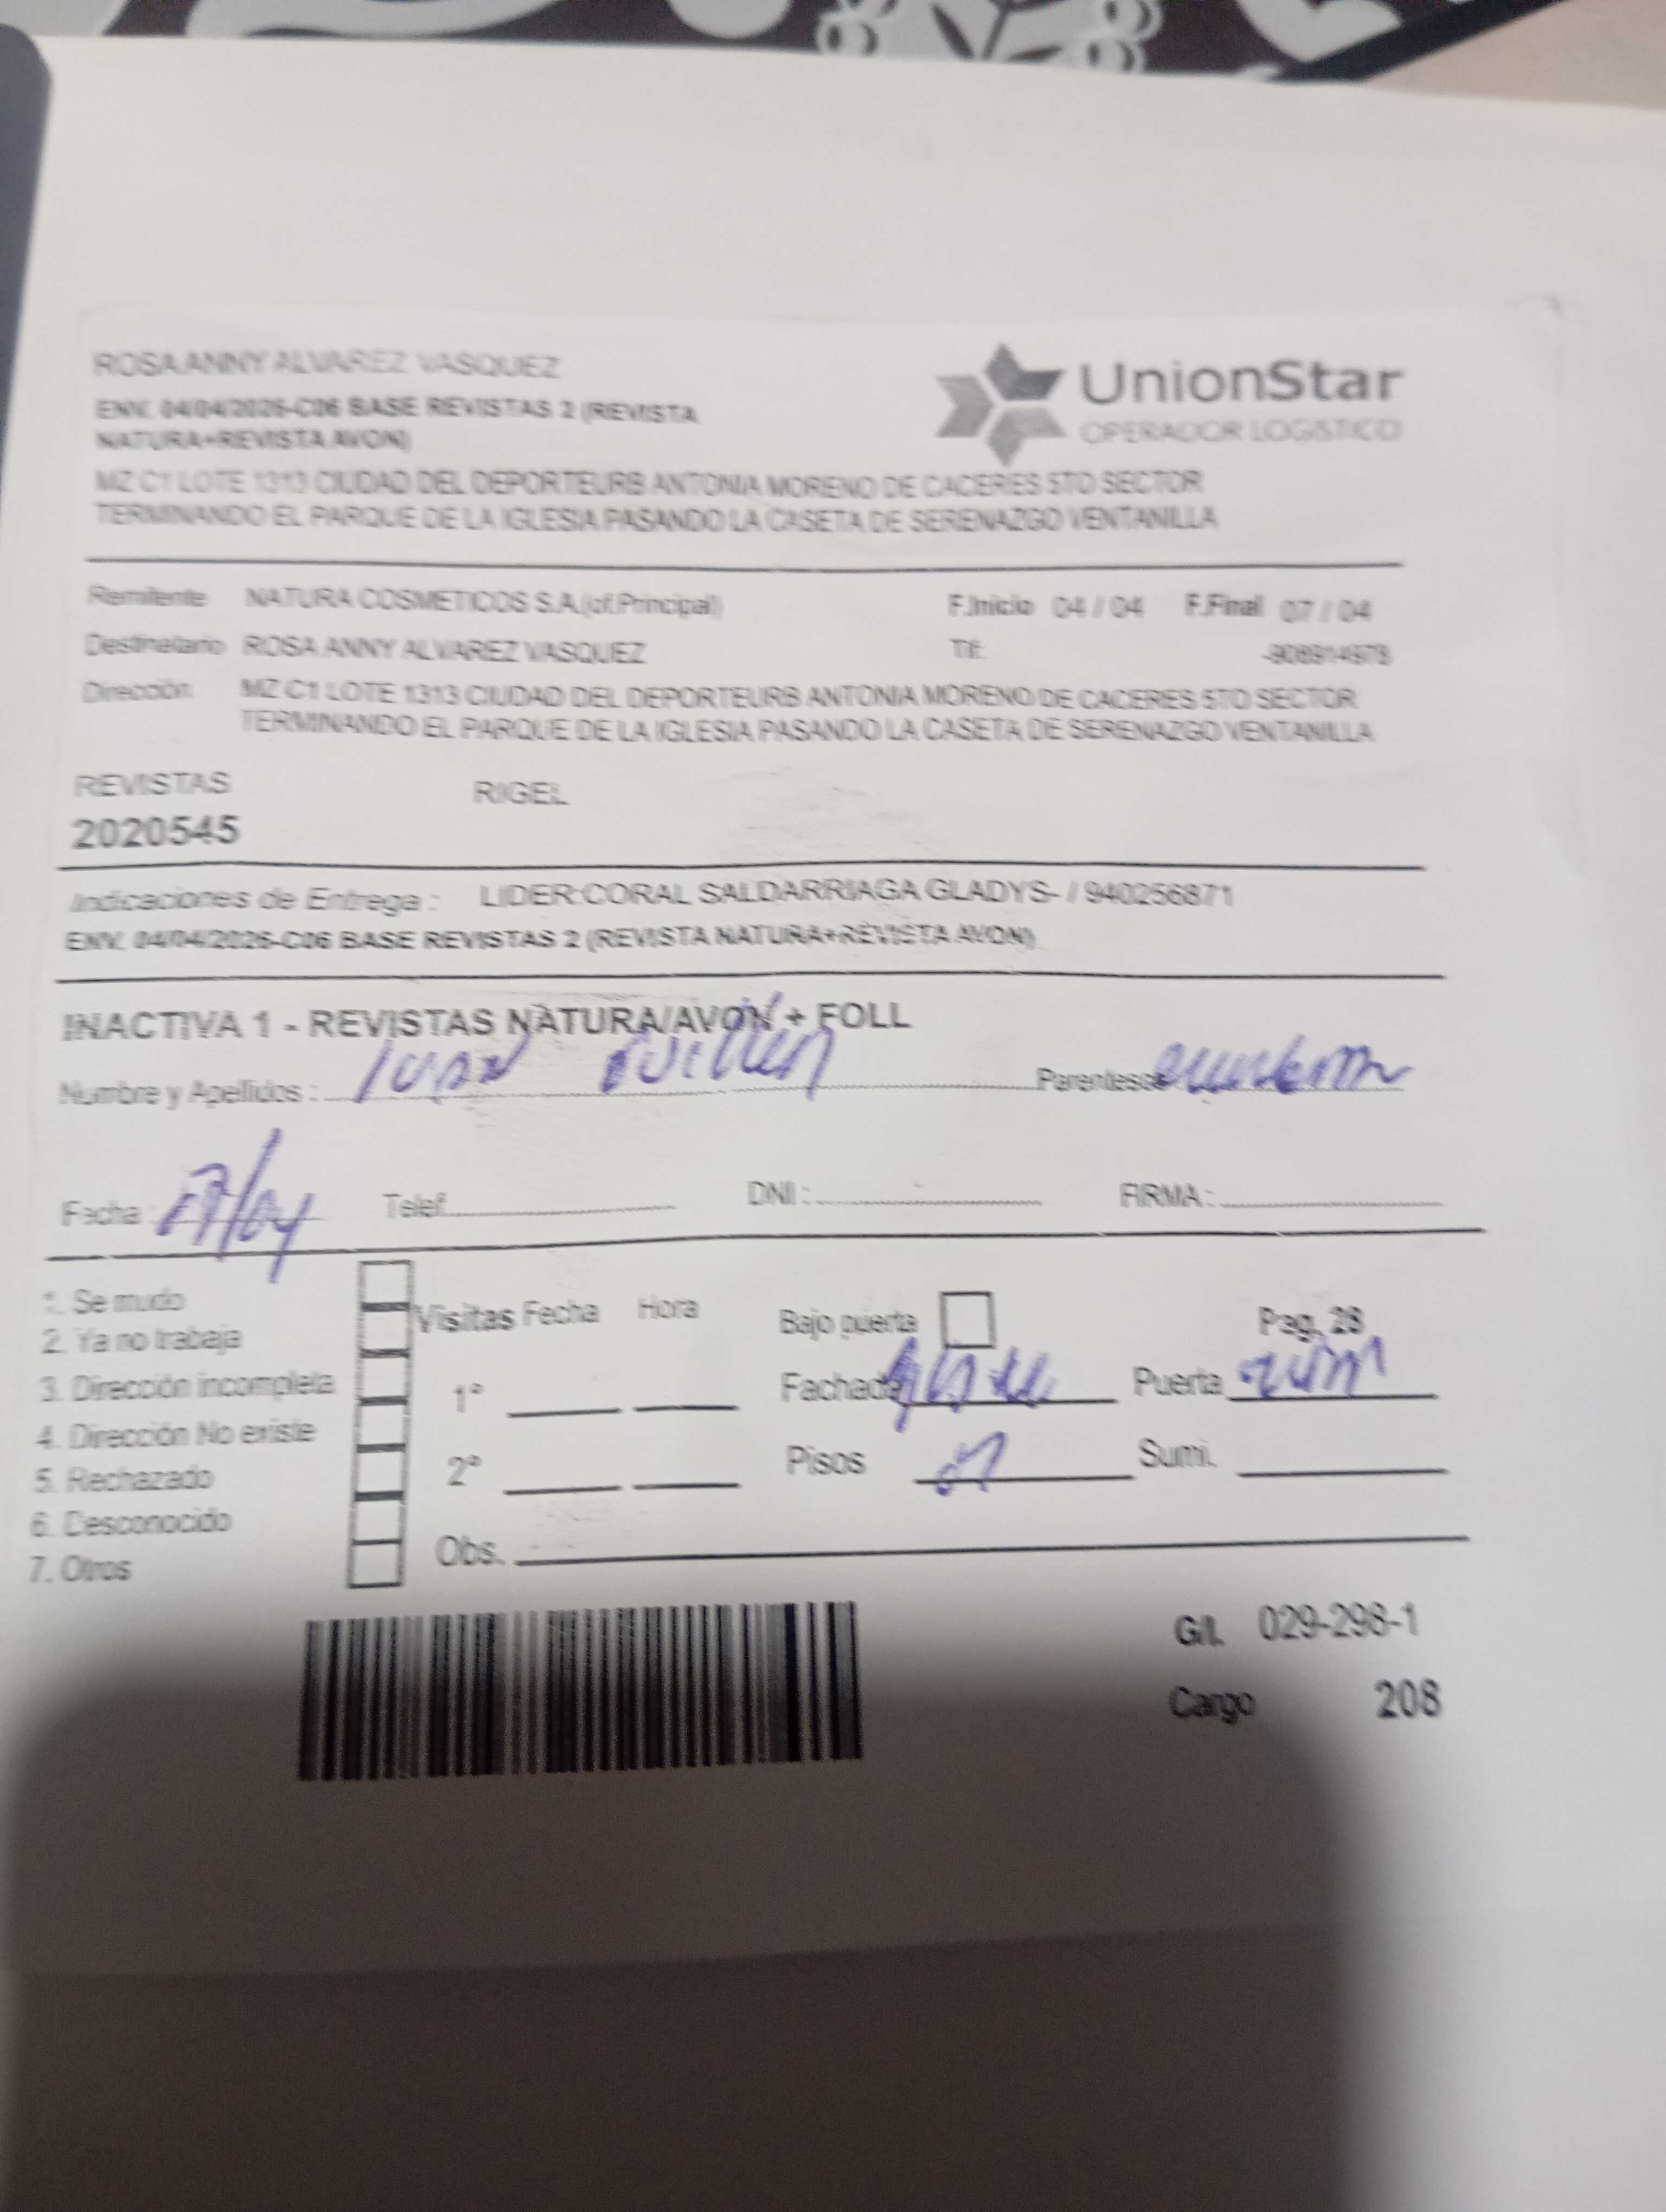 ROSA ANNY ALVAREZ VASQUEZ
ENV. 04/04/2026-C06 BASE REVISTAS 2 (REVISTA
NATURA+REVISTA AVON)
MZ C1 LOTE 1313 CIUDAD DEL DEPORTEURB ANTONIA MORENO DE CACERES 5TO SECTOR
TERMINANDO EL PARQUE DE LA IGLESIA PASANDO LA CASETA DE SERENAZGO VENTANILLA
UnionStar
OPERADOR LOGISTICO
Remitente NATURA COSMETICOS S.A.(of.Principal) F.Inicio 04 / 04 F.Final 07 / 04
Destinatario ROSA ANNY ALVAREZ VASQUEZ Tlf:
Dirección MZ C1 LOTE 1313 CIUDAD DEL DEPORTEURB ANTONIA MORENO DE CACERES 5TO SECTOR
TERMINANDO EL PARQUE DE LA IGLESIA PASANDO LA CASETA DE SERENAZGO VENTANILLA
REVISTAS RIGEL
2020545
Indicaciones de Entrega : LIDER:CORAL SALDARRIAGA GLADYS- / 940256871
ENV. 04/04/2026-C06 BASE REVISTAS 2 (REVISTA NATURA+REVISTA AVON)
INACTIVA 1 - REVISTAS NATURA/AVON + FOLL
Numbre y Apellidos : Parentesco
Fecha : Telef. DNI : FIRMA :
1. Se mudo
2. Ya no trabaja
3. Dirección incompleta
4. Dirección No existe
5. Rechazado
6. Desconocido
7. Otros
Visitas Fecha Hora
1°
2°
Obs.
Bajo puerta Pag. 28
Fachada Puerta
Pisos 01 Sumi.
G/I. 029-298-1
Cargo 208